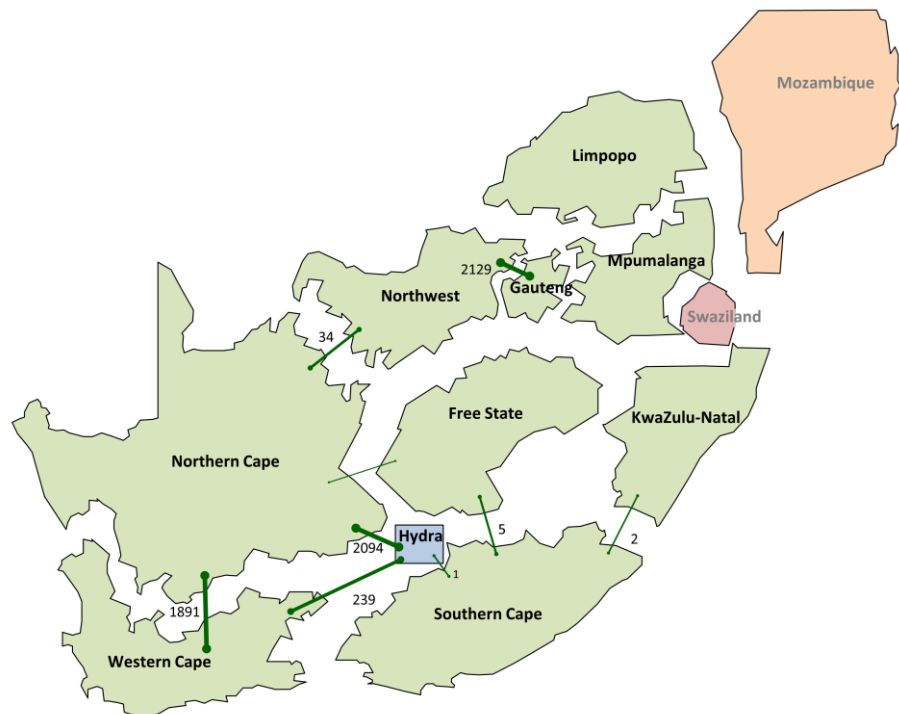 Mozambique
Limpopo
Mpumalanga
2129
Gauteng
Northwest
Swaziland
34
Free State
KwaZulu-Natal
Northern Cape
5
Hydra
2
2094
1
239
1891
Southern Cape
Western Cape